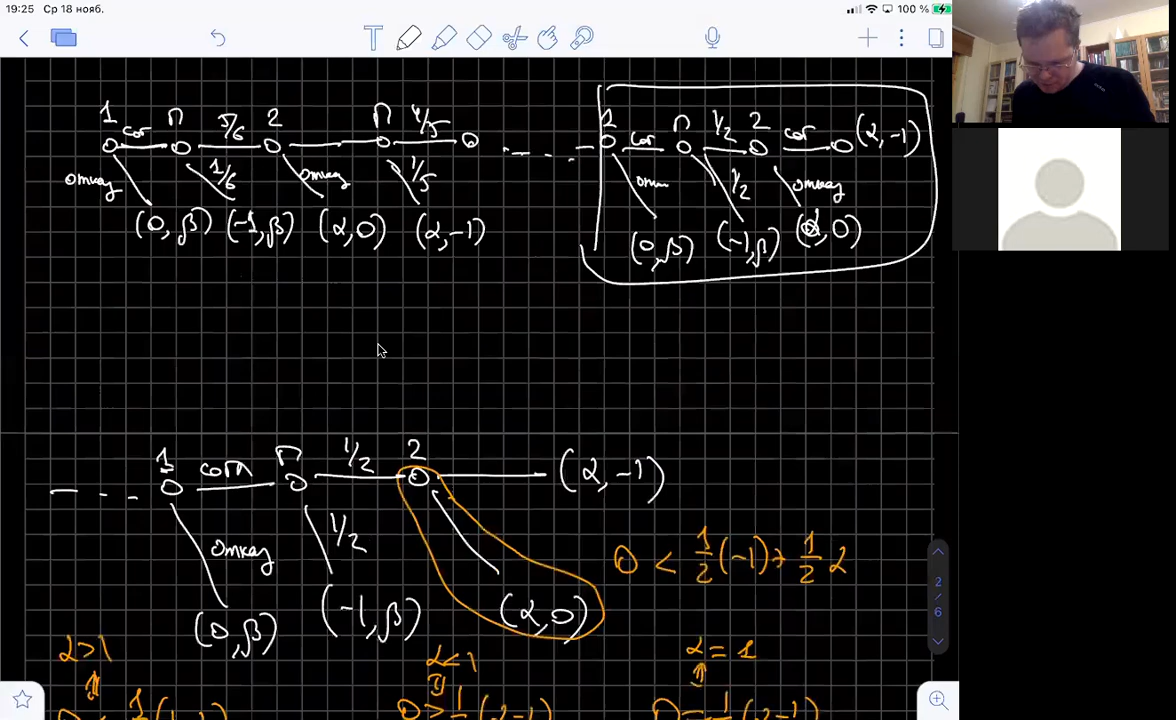 19:25 Ср 18 нояб. 100 %
1 сог П 5/6 2 П 4/5 - - - - 1 сог П 1/2 2 сог (α, -1)
отказ 1/6 отказ 1/5 отк 1/2 отказ
(0, β) (-1, β) (α, 0) (α, -1) (0, β) (-1, β) (α, 0)
- - - 1 согл П 1/2 2 (α, -1)
отказ 1/2
0 < 1/2 (-1) + 1/2 α
(0, β) (-1, β) (α, 0)
α > 1 α < 1 α = 1
⇕ ⇕ ⇕
2 / 6